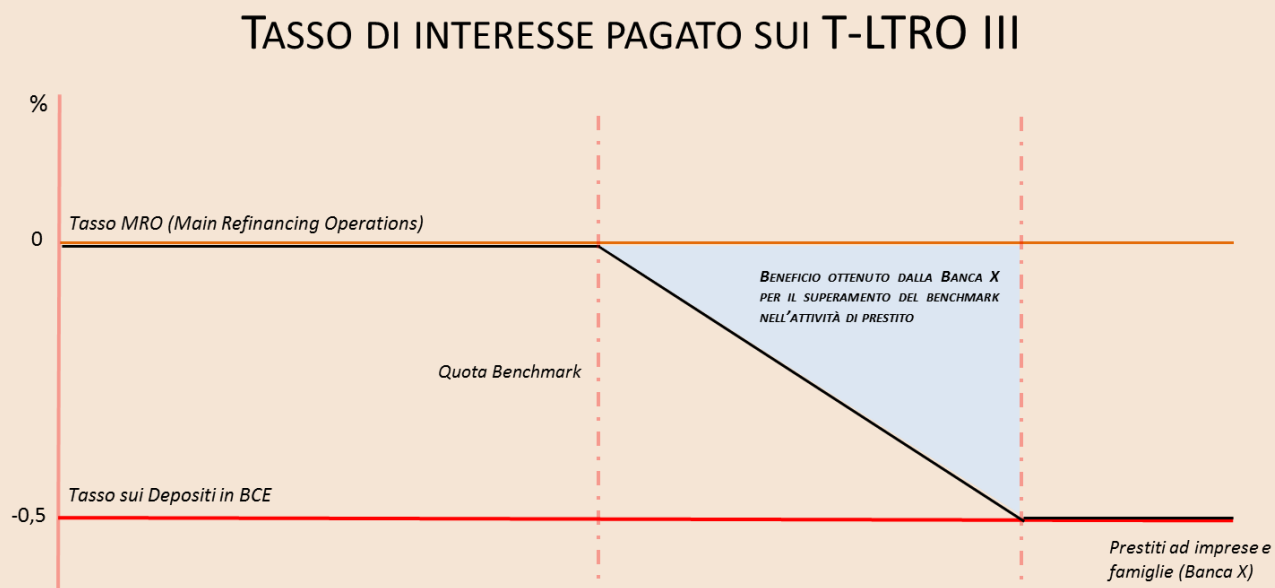 TASSO DI INTERESSE PAGATO SUI T-LTRO III
%
Tasso MRO (Main Refinancing Operations)
0
BENEFICIO OTTENUTO DALLA BANCA X
PER IL SUPERAMENTO DEL BENCHMARK
NELL'ATTIVITÀ DI PRESTITO
Quota Benchmark
Tasso sui Depositi in BCE
-0,5
Prestiti ad imprese e
famiglie (Banca X)